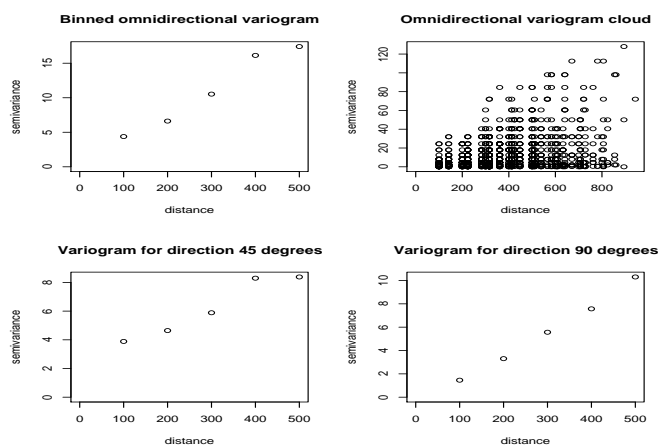 Binned omnidirectional variogram
semivariance
15
10
5
0
0 100 200 300 400 500
distance
Omnidirectional variogram cloud
semivariance
120
80
60
40
20
0
0 200 400 600 800
distance
Variogram for direction 45 degrees
semivariance
8
6
4
2
0
0 100 200 300 400 500
distance
Variogram for direction 90 degrees
semivariance
10
8
6
4
2
0
0 100 200 300 400 500
distance